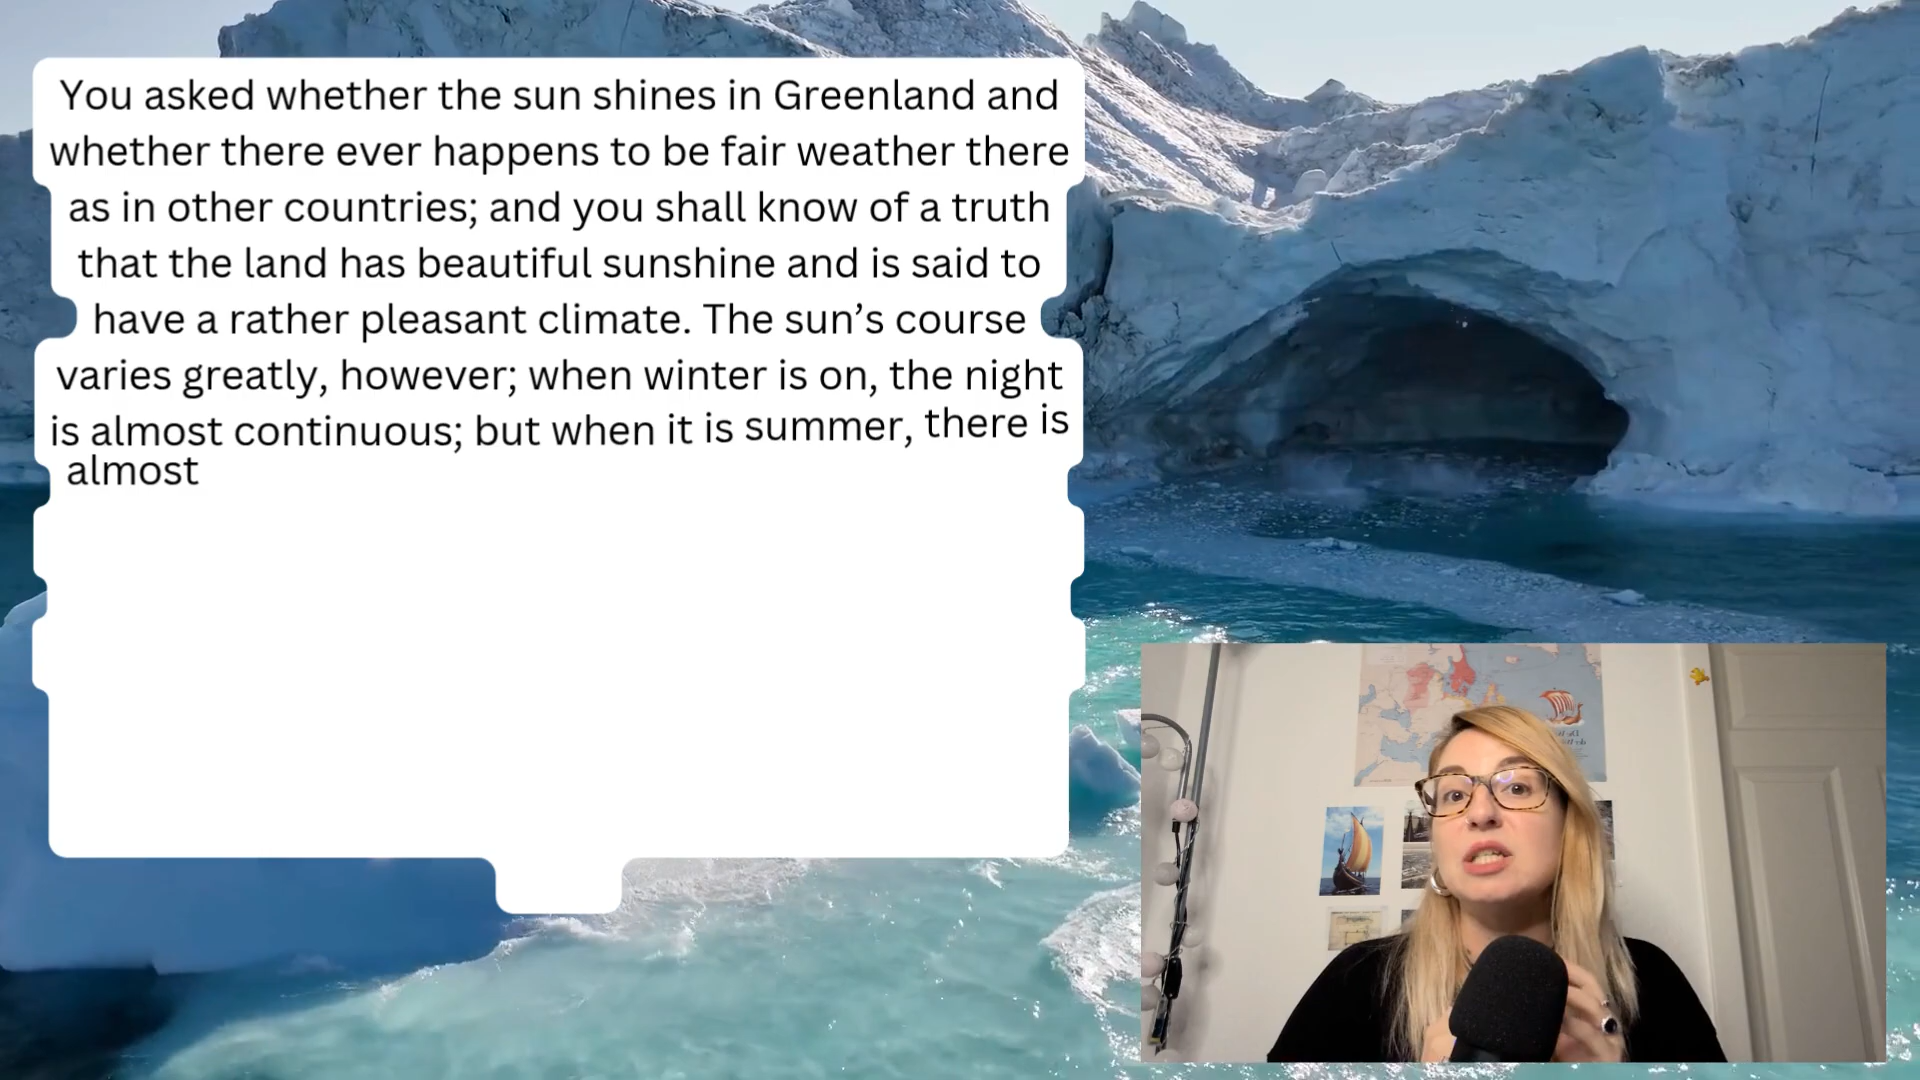 You asked whether the sun shines in Greenland and
whether there ever happens to be fair weather there
as in other countries; and you shall know of a truth
that the land has beautiful sunshine and is said to
have a rather pleasant climate. The sun’s course
varies greatly, however; when winter is on, the night
is almost continuous; but when it is summer, there is
almost